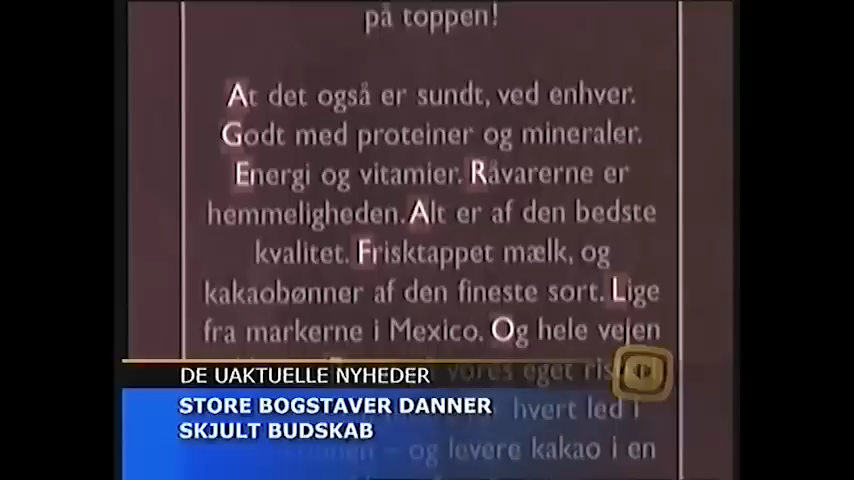 på toppen!
At det også er sundt, ved enhver.
Godt med proteiner og mineraler.
Energi og vitamier. Råvarerne er
hemmeligheden. Alt er af den bedste
kvalitet. Frisktappet mælk, og
kakaobønner af den fineste sort. Lige
fra markerne i Mexico. Og hele vejen
vores eget
DE UAKTUELLE NYHEDER
STORE BOGSTAVER DANNER
hvert led i
SKJULT BUDSKAB
– og levere kakao i en